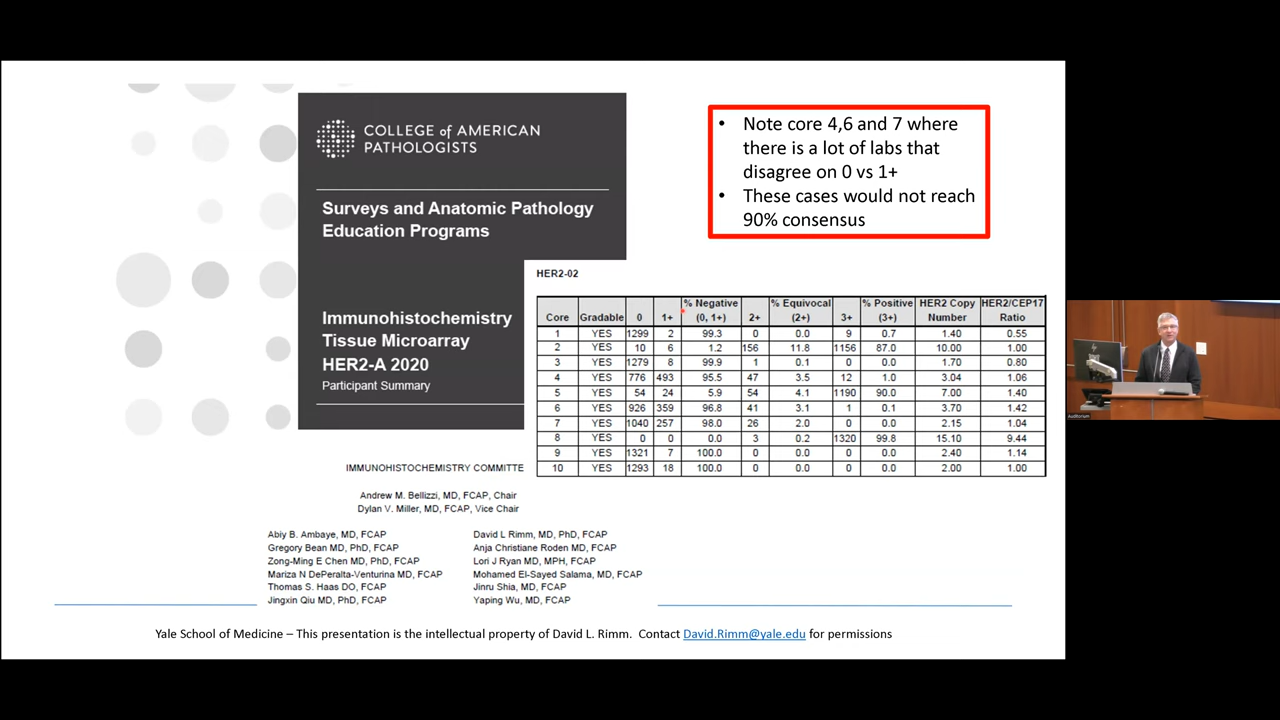 COLLEGE of AMERICAN
PATHOLOGISTS
Surveys and Anatomic Pathology
Education Programs
Immunohistochemistry
Tissue Microarray
HER2-A 2020
Participant Summary
• Note core 4,6 and 7 where
there is a lot of labs that
disagree on 0 vs 1+
• These cases would not reach
90% consensus
HER2-02
Core Gradable 0 1+ % Negative (0, 1+) 2+ % Equivocal (2+) 3+ % Positive (3+) HER2 Copy Number HER2/CEP17 Ratio
1 YES 1299 2 99.3 0 0.0 9 0.7 1.40 0.55
2 YES 10 6 1.2 156 11.8 1156 87.0 10.00 1.00
3 YES 1279 8 99.9 1 0.1 0 0.0 1.70 0.80
4 YES 776 493 95.5 47 3.5 12 1.0 3.04 1.06
5 YES 54 24 5.9 54 4.1 1190 90.0 7.00 1.40
6 YES 926 359 96.8 41 3.1 1 0.1 3.70 1.42
7 YES 1040 257 98.0 26 2.0 0 0.0 2.15 1.04
8 YES 0 0 0.0 3 0.2 1320 99.8 15.10 9.44
9 YES 1321 7 100.0 0 0.0 0 0.0 2.40 1.14
10 YES 1293 18 100.0 0 0.0 0 0.0 2.00 1.00
IMMUNOHISTOCHEMISTRY COMMITTE
Andrew M. Bellizzi, MD, FCAP, Chair
Dylan V. Miller, MD, FCAP, Vice Chair
Abiy B. Ambaye, MD, FCAP
Gregory Bean MD, PhD, FCAP
Zong-Ming E Chen MD, PhD, FCAP
Mariza N DePeralta-Venturina MD, FCAP
Thomas S. Haas DO, FCAP
Jingxin Qiu MD, PhD, FCAP
David L Rimm, MD, PhD, FCAP
Anja Christiane Roden MD, FCAP
Lori J Ryan MD, MPH, FCAP
Mohamed El-Sayed Salama, MD, FCAP
Jinru Shia, MD, FCAP
Yaping Wu, MD, FCAP
Yale School of Medicine – This presentation is the intellectual property of David L. Rimm. Contact David.Rimm@yale.edu for permissions
Auditorium